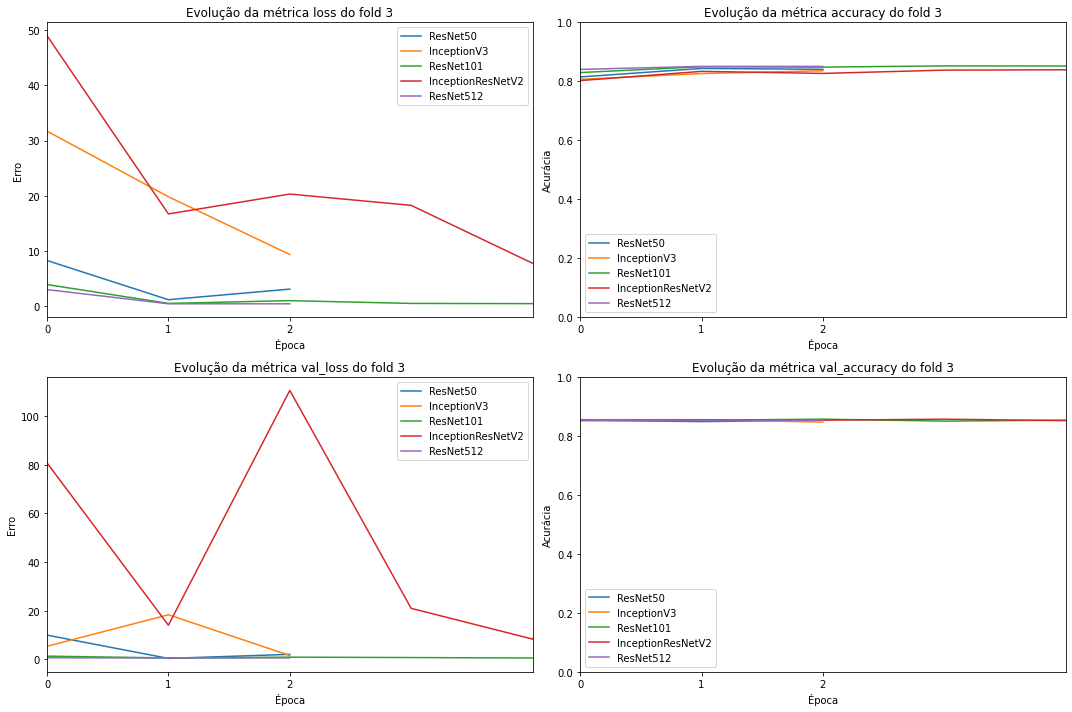 Evolução da métrica loss do fold 3
Erro
50
40
30
20
10
0
ResNet50
InceptionV3
ResNet101
InceptionResNetV2
ResNet512
0 1 2
Época
Evolução da métrica accuracy do fold 3
Acurácia
1.0
0.8
0.6
0.4
0.2
0.0
ResNet50
InceptionV3
ResNet101
InceptionResNetV2
ResNet512
0 1 2
Época
Evolução da métrica val_loss do fold 3
Erro
100
80
60
40
20
0
ResNet50
InceptionV3
ResNet101
InceptionResNetV2
ResNet512
0 1 2
Época
Evolução da métrica val_accuracy do fold 3
Acurácia
1.0
0.8
0.6
0.4
0.2
0.0
ResNet50
InceptionV3
ResNet101
InceptionResNetV2
ResNet512
0 1 2
Época